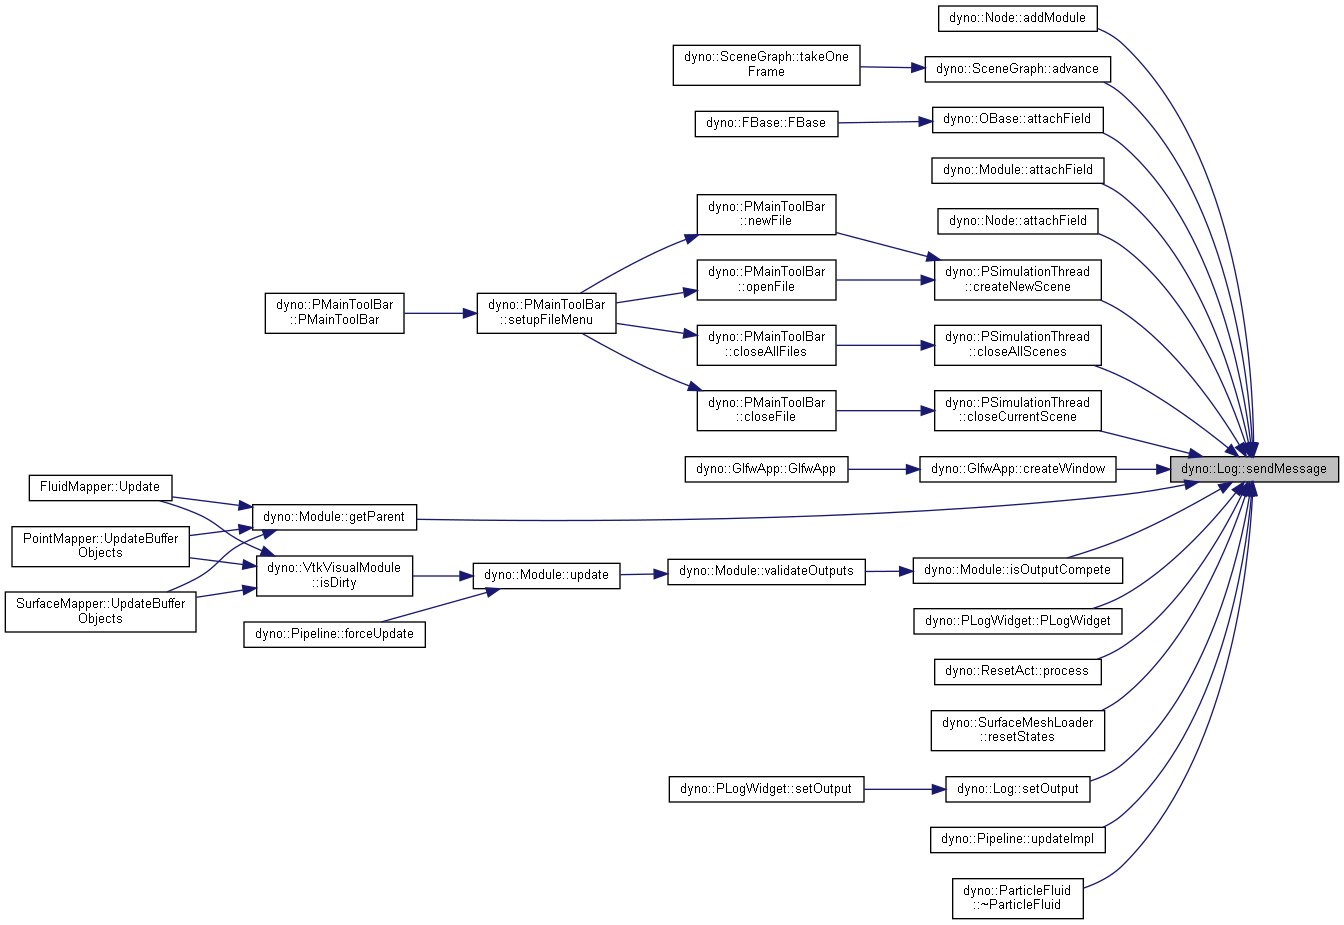 dyno::Node::addModule
dyno::SceneGraph::takeOne
Frame
dyno::SceneGraph::advance
dyno::FBase::FBase
dyno::OBase::attachField
dyno::Module::attachField
dyno::PMainToolBar
::newFile
dyno::Node::attachField
dyno::PMainToolBar
::openFile
dyno::PSimulationThread
::createNewScene
dyno::PMainToolBar
::PMainToolBar
dyno::PMainToolBar
::setupFileMenu
dyno::PMainToolBar
::closeAllFiles
dyno::PSimulationThread
::closeAllScenes
dyno::PMainToolBar
::closeFile
dyno::PSimulationThread
::closeCurrentScene
dyno::GlfwApp::GlfwApp
dyno::GlfwApp::createWindow
dyno::Log::sendMessage
FluidMapper::Update
dyno::Module::getParent
PointMapper::UpdateBuffer
Objects
dyno::VtkVisualModule
::isDirty
dyno::Module::update
dyno::Module::validateOutputs
dyno::Module::isOutputCompete
SurfaceMapper::UpdateBuffer
Objects
dyno::Pipeline::forceUpdate
dyno::PLogWidget::PLogWidget
dyno::ResetAct::process
dyno::SurfaceMeshLoader
::resetStates
dyno::PLogWidget::setOutput
dyno::Log::setOutput
dyno::Pipeline::updateImpl
dyno::ParticleFluid
::~ParticleFluid